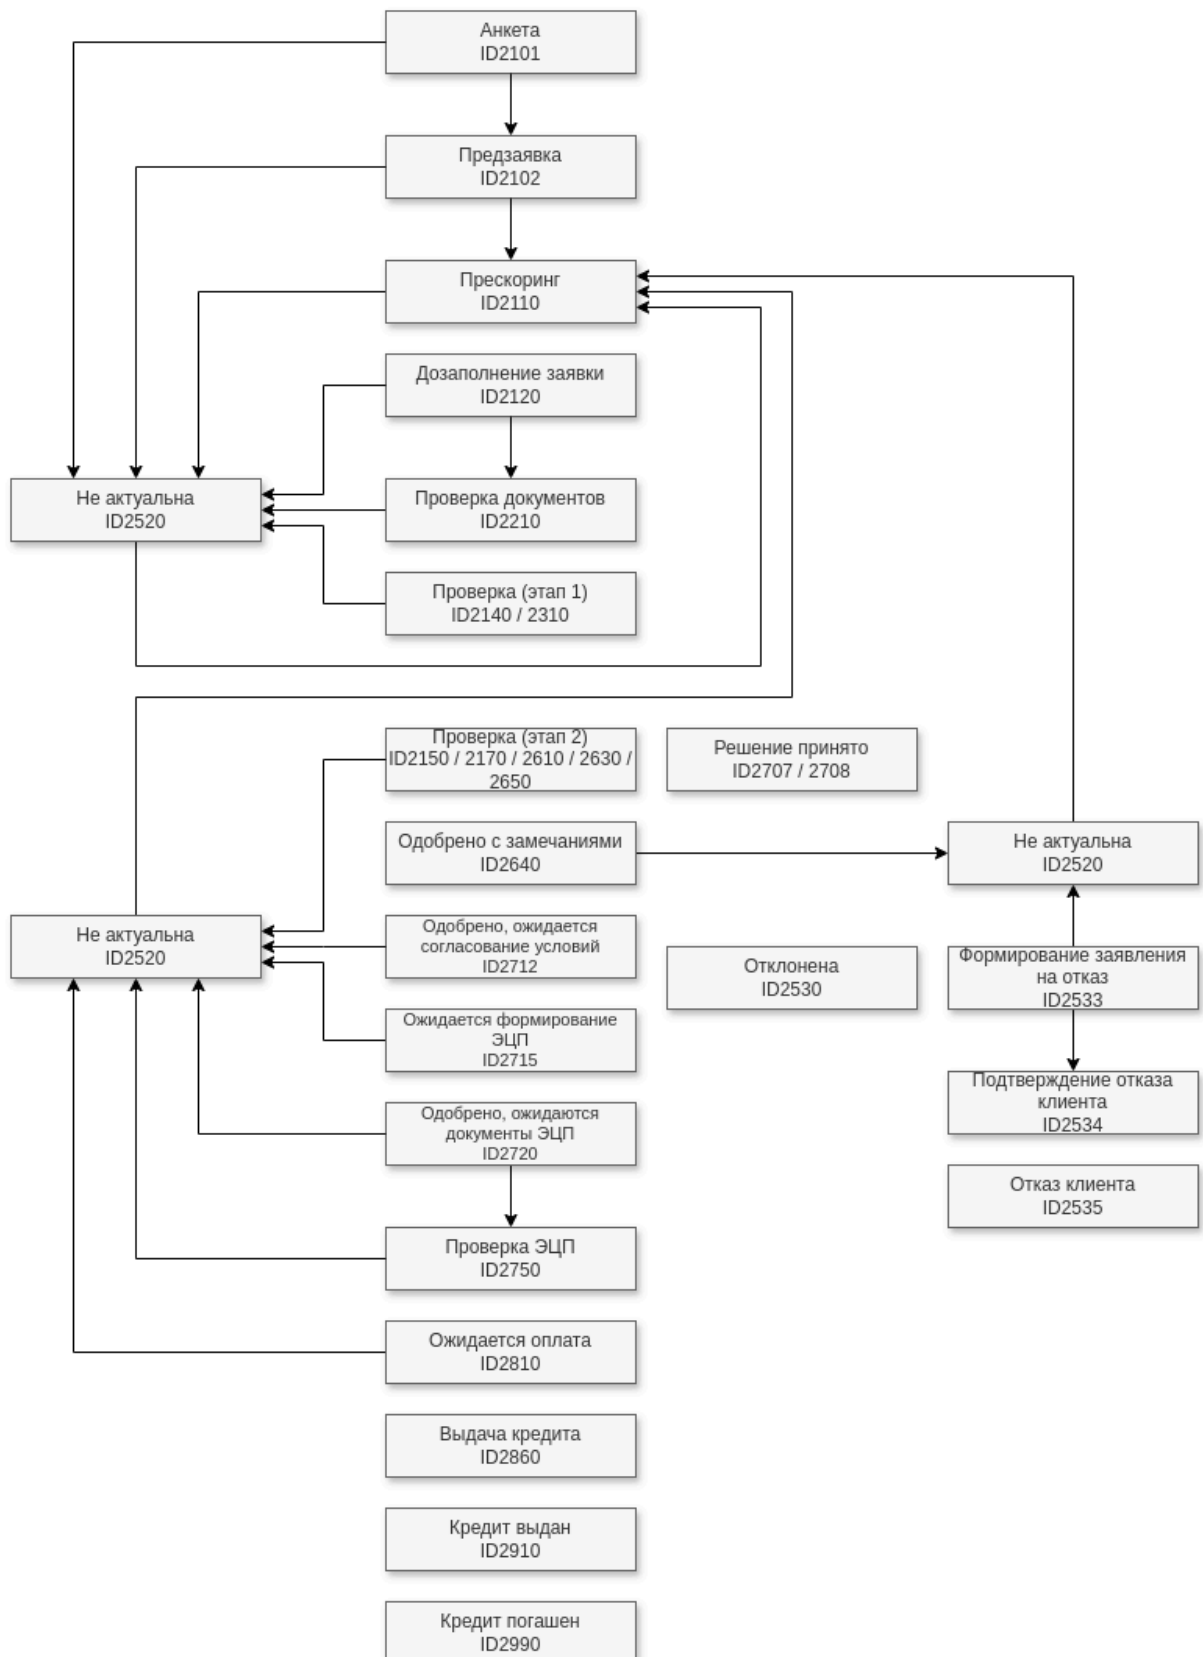 Анкета
ID2101
Предзаявка
ID2102
Прескоринг
ID2110
Дозаполнение заявки
ID2120
Не актуальна
ID2520
Проверка документов
ID2210
Проверка (этап 1)
ID2140 / 2310
Проверка (этап 2)
ID2150 / 2170 / 2610 / 2630 /
2650
Решение принято
ID2707 / 2708
Одобрено с замечаниями
ID2640
Не актуальна
ID2520
Не актуальна
ID2520
Одобрено, ожидается
согласование условий
ID2712
Отклонена
ID2530
Формирование заявления
на отказ
ID2533
Ожидается формирование
ЭЦП
ID2715
Подтверждение отказа
клиента
ID2534
Одобрено, ожидаются
документы ЭЦП
ID2720
Отказ клиента
ID2535
Проверка ЭЦП
ID2750
Ожидается оплата
ID2810
Выдача кредита
ID2860
Кредит выдан
ID2910
Кредит погашен
ID2990